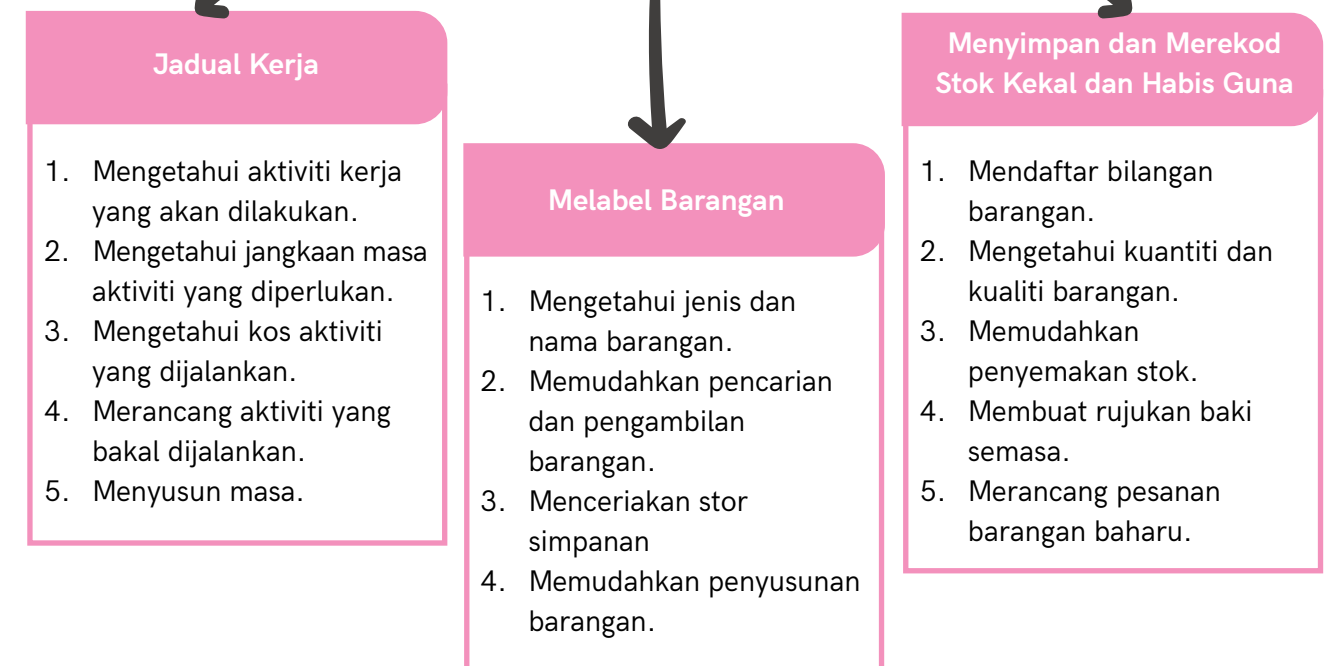 Jadual Kerja
1. Mengetahui aktiviti kerja
yang akan dilakukan.
2. Mengetahui jangkaan masa
aktiviti yang diperlukan.
3. Mengetahui kos aktiviti
yang dijalankan.
4. Merancang aktiviti yang
bakal dijalankan.
5. Menyusun masa.
Melabel Barangan
1. Mengetahui jenis dan
nama barangan.
2. Memudahkan pencarian
dan pengambilan
barangan.
3. Menceriakan stor
simpanan
4. Memudahkan penyusunan
barangan.
Menyimpan dan Merekod
Stok Kekal dan Habis Guna
1. Mendaftar bilangan
barangan.
2. Mengetahui kuantiti dan
kualiti barangan.
3. Memudahkan
penyemakan stok.
4. Membuat rujukan baki
semasa.
5. Merancang pesanan
barangan baharu.